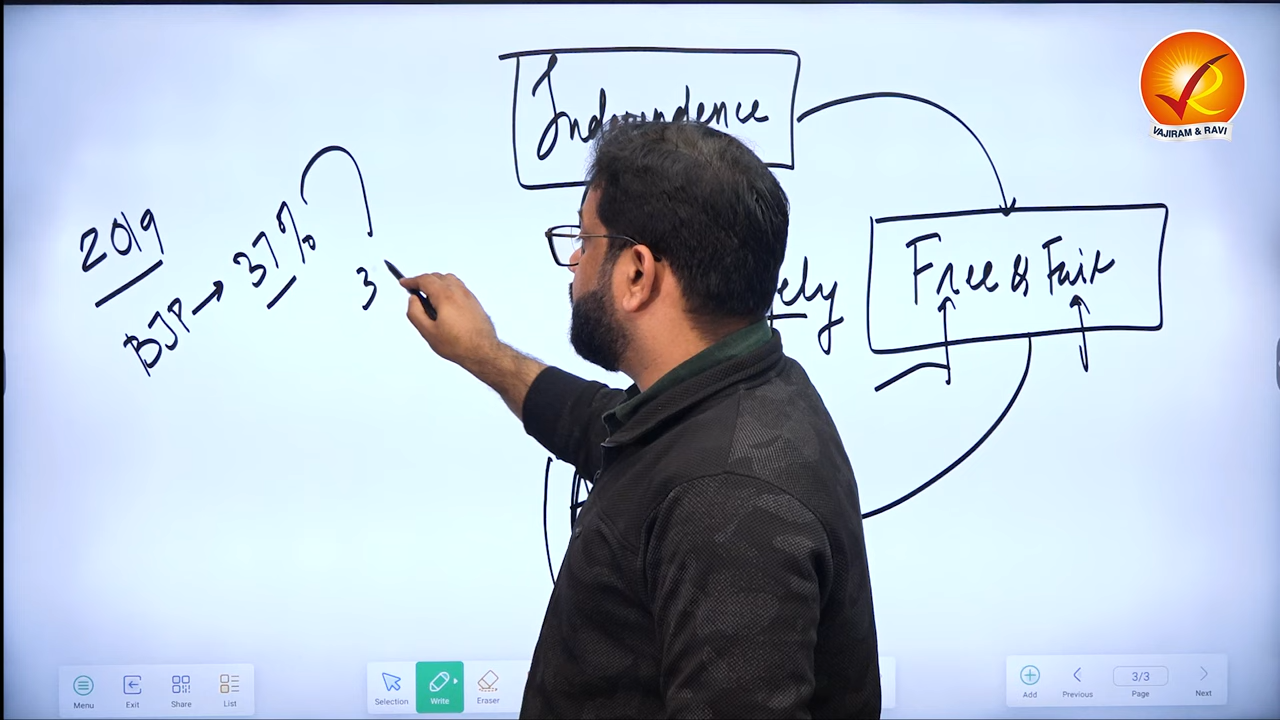 Independence
VAJIRAM & RAVI
2019
37%
BJP →
3
Free & Fair
ely
Menu
Exit
Share
List
Selection
Write
Eraser
Add
Previous
3/3
Page
Next